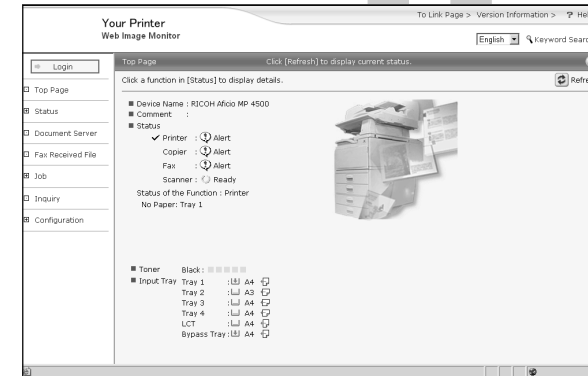 To Link Page > Version Information > ? Hel
Your Printer
Web Image Monitor
English Keyword Searc
Login
Top Page Click [Refresh] to display current status.
Click a function in [Status] to display details. Refre
Top Page
Status
Document Server
Fax Received File
Job
Inquiry
Configuration
Device Name : RICOH Aficio MP 4500
Comment :
Status
Printer : Alert
Copier : Alert
Fax : Alert
Scanner : Ready
Status of the Function : Printer
No Paper: Tray 1
Toner Black :
Input Tray Tray 1 : A4
Tray 2 : A3
Tray 3 : A4
Tray 4 : A4
LCT : A4
Bypass Tray : A4